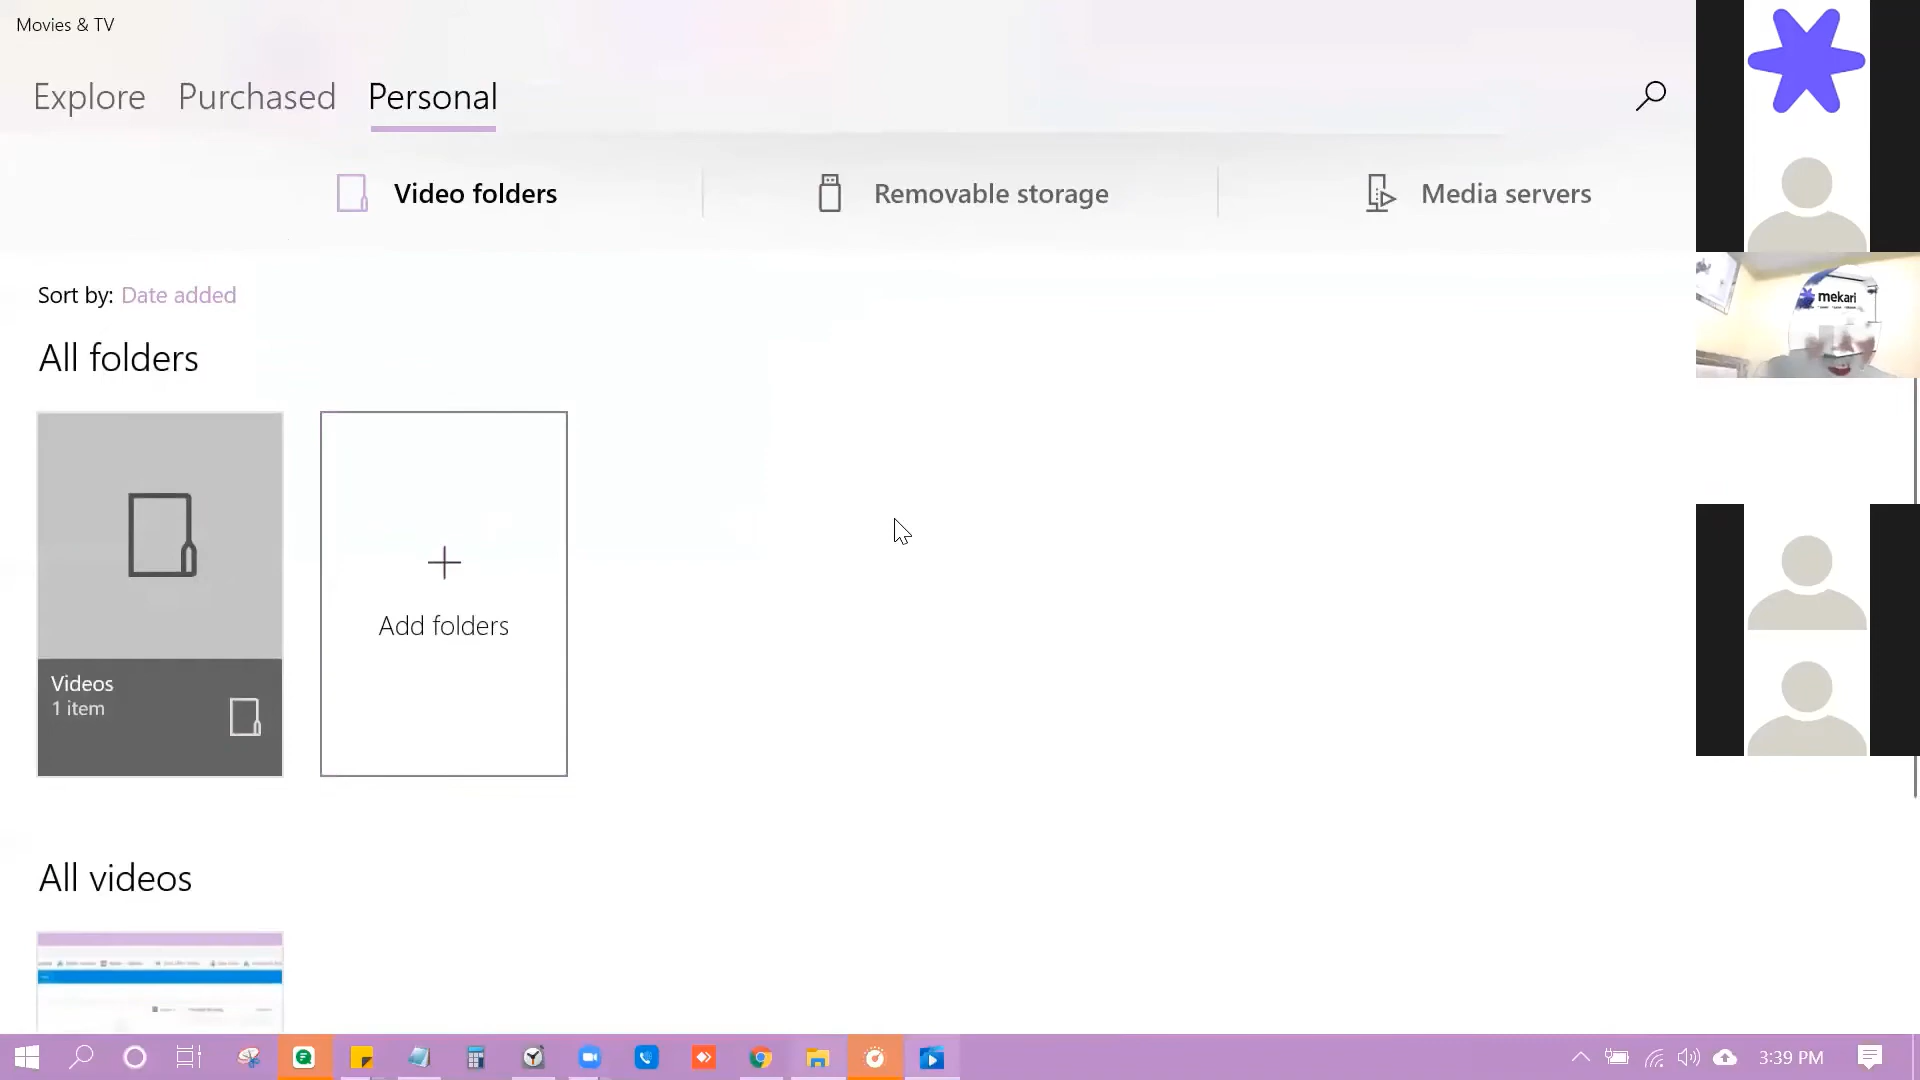 Movies & TV
Explore Purchased Personal
Video folders Removable storage Media servers
Sort by: Date added
All folders
mekari
Videos
1 item
Add folders
All videos
3:39 PM